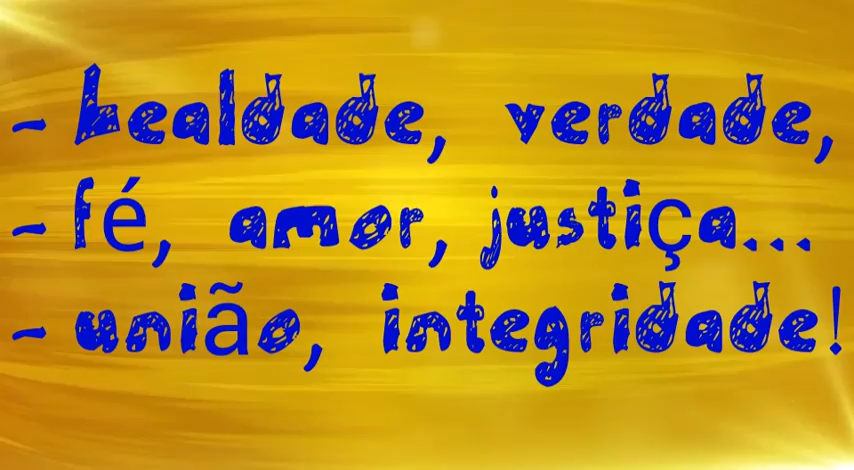 - Lealdade, verdade,
- fé, amor, justiça...
- união, integridade!